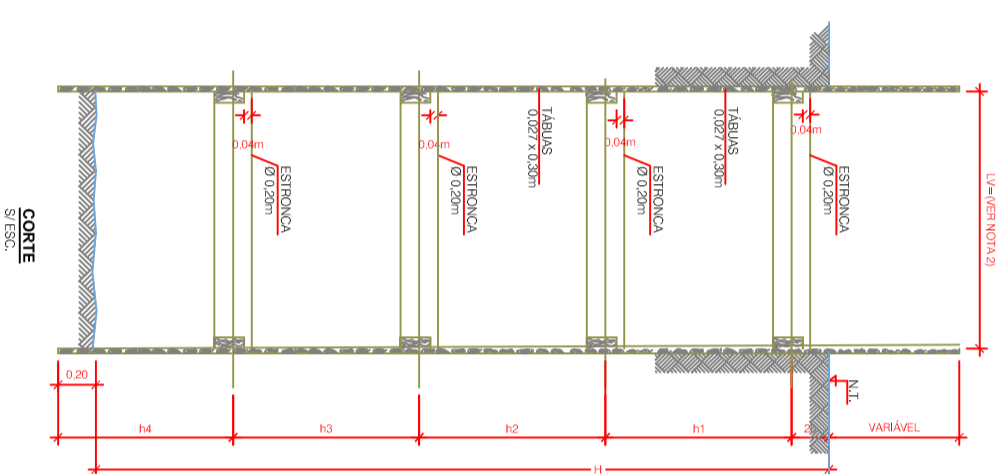 LV=(VER NOTA 2)
TÁBUAS
0,027 x 0,30m
TÁBUAS
0,027 x 0,30m
0,04m
0,04m
0,04m
0,04m
ESTRONCA
Ø 0,20m
ESTRONCA
Ø 0,20m
ESTRONCA
Ø 0,20m
ESTRONCA
Ø 0,20m
CORTE
S/ ESC.
N.T.
0,20
h4
h3
h2
h1
VARIÁVEL
H